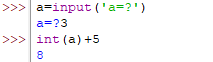 >>> a=input('a=?')
a=?3
>>> int(a)+5
8